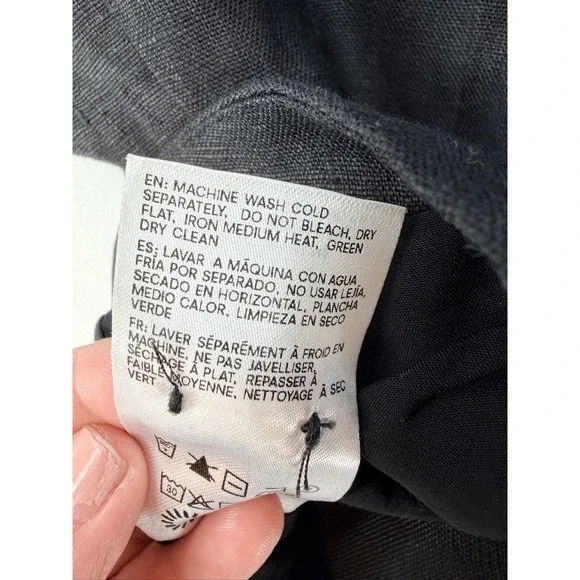 EN: MACHINE WASH COLD
SEPARATELY, DO NOT BLEACH, DRY
FLAT, IRON MEDIUM HEAT, GREEN
DRY CLEAN
ES: LAVAR A MÁQUINA CON AGUA
FRÍA POR SEPARADO, NO USAR LEJÍA,
SECADO EN HORIZONTAL, PLANCHA
MEDIO CALOR. LIMPIEZA EN SECO
VERDE
FR: LAVER SÉPARÉMENT À FROID EN
MACHINE, NE PAS JAVELLISER,
SÉCHAGE À PLAT, REPASSER À
FAIBLE/MOYENNE, NETTOYAGE À SEC
VERT
30